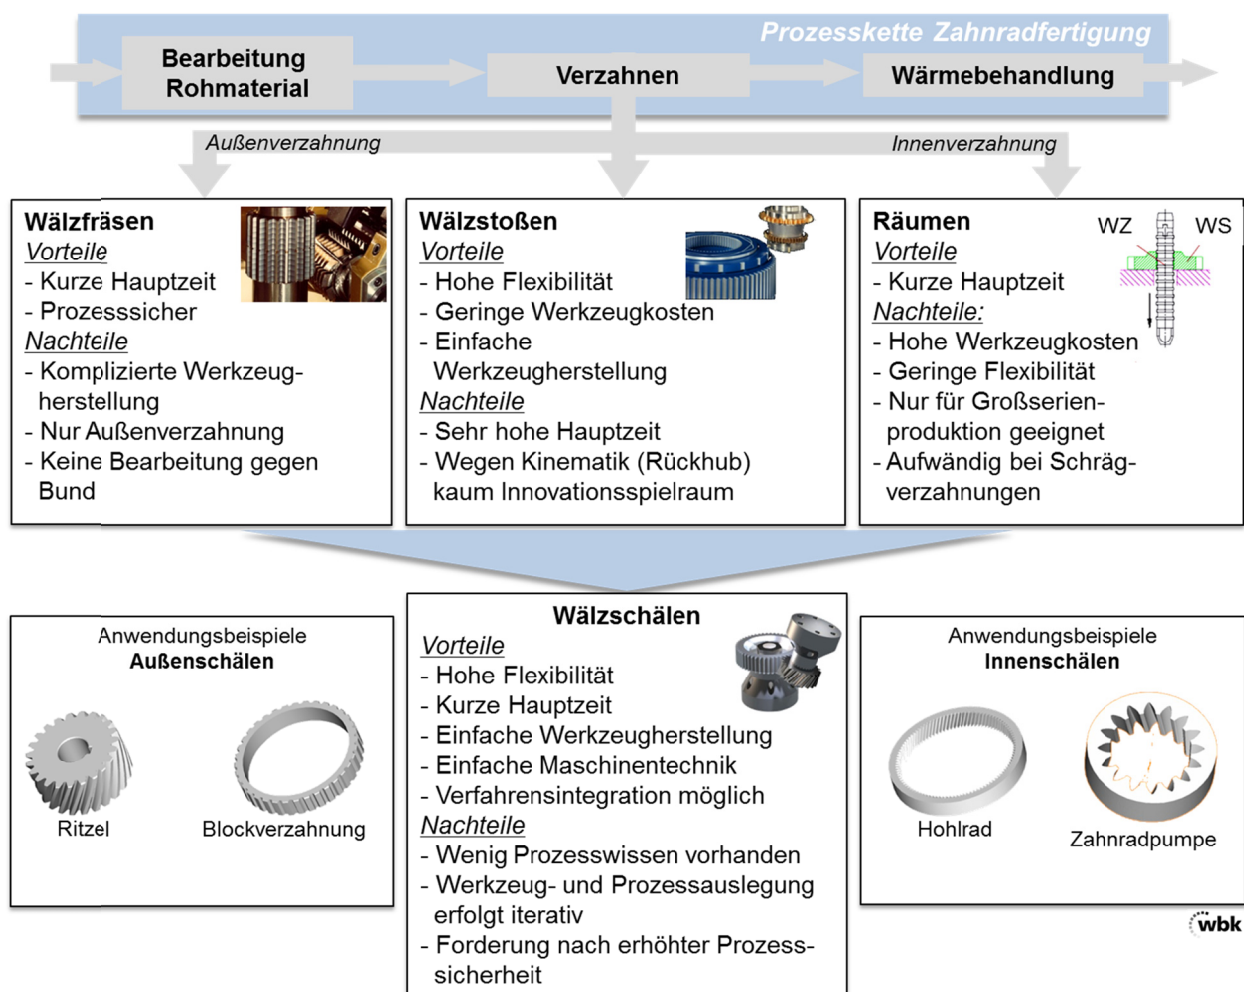 Prozesskette Zahnradfertigung
Bearbeitung
Rohmaterial
Verzahnen
Wärmebehandlung
Außenverzahnung
Innenverzahnung
Wälzfräsen
Vorteile
- Kurze Hauptzeit
- Prozesssicher
Nachteile
- Komplizierte Werkzeug-
herstellung
- Nur Außenverzahnung
- Keine Bearbeitung gegen
Bund
Wälzstoßen
Vorteile
- Hohe Flexibilität
- Geringe Werkzeugkosten
- Einfache
Werkzeugherstellung
Nachteile
- Sehr hohe Hauptzeit
- Wegen Kinematik (Rückhub)
kaum Innovationsspielraum
Räumen
WZ
WS
Vorteile
- Kurze Hauptzeit
Nachteile:
- Hohe Werkzeugkosten
- Geringe Flexibilität
- Nur für Großserien-
produktion geeignet
- Aufwändig bei Schräg-
verzahnungen
Anwendungsbeispiele
Außenschälen
Ritzel
Blockverzahnung
Wälzschälen
Vorteile
- Hohe Flexibilität
- Kurze Hauptzeit
- Einfache Werkzeugherstellung
- Einfache Maschinentechnik
- Verfahrensintegration möglich
Nachteile
- Wenig Prozesswissen vorhanden
- Werkzeug- und Prozessauslegung
erfolgt iterativ
- Forderung nach erhöhter Prozess-
sicherheit
Anwendungsbeispiele
Innenschälen
Hohlrad
Zahnradpumpe
wbk